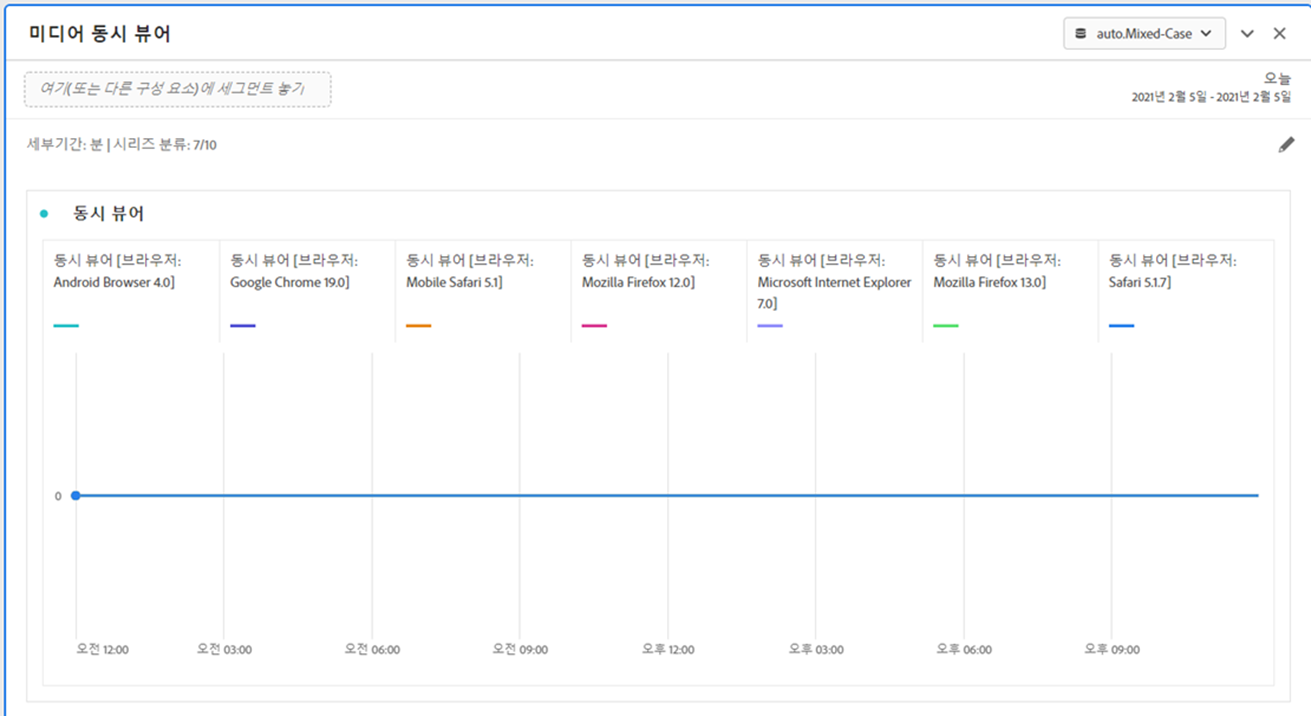 미디어 동시 뷰어
auto.Mixed-Case
여기(또는 다른 구성 요소)에 세그먼트 놓기
오늘
2021년 2월 5일 - 2021년 2월 5일
세부기간: 분 | 시리즈 분류: 7/10
동시 뷰어
동시 뷰어 [브라우저:
Android Browser 4.0]
동시 뷰어 [브라우저:
Google Chrome 19.0]
동시 뷰어 [브라우저:
Mobile Safari 5.1]
동시 뷰어 [브라우저:
Mozilla Firefox 12.0]
동시 뷰어 [브라우저:
Microsoft Internet Explorer
7.0]
동시 뷰어 [브라우저:
Mozilla Firefox 13.0]
동시 뷰어 [브라우저:
Safari 5.1.7]
0
오전 12:00
오전 03:00
오전 06:00
오전 09:00
오후 12:00
오후 03:00
오후 06:00
오후 09:00